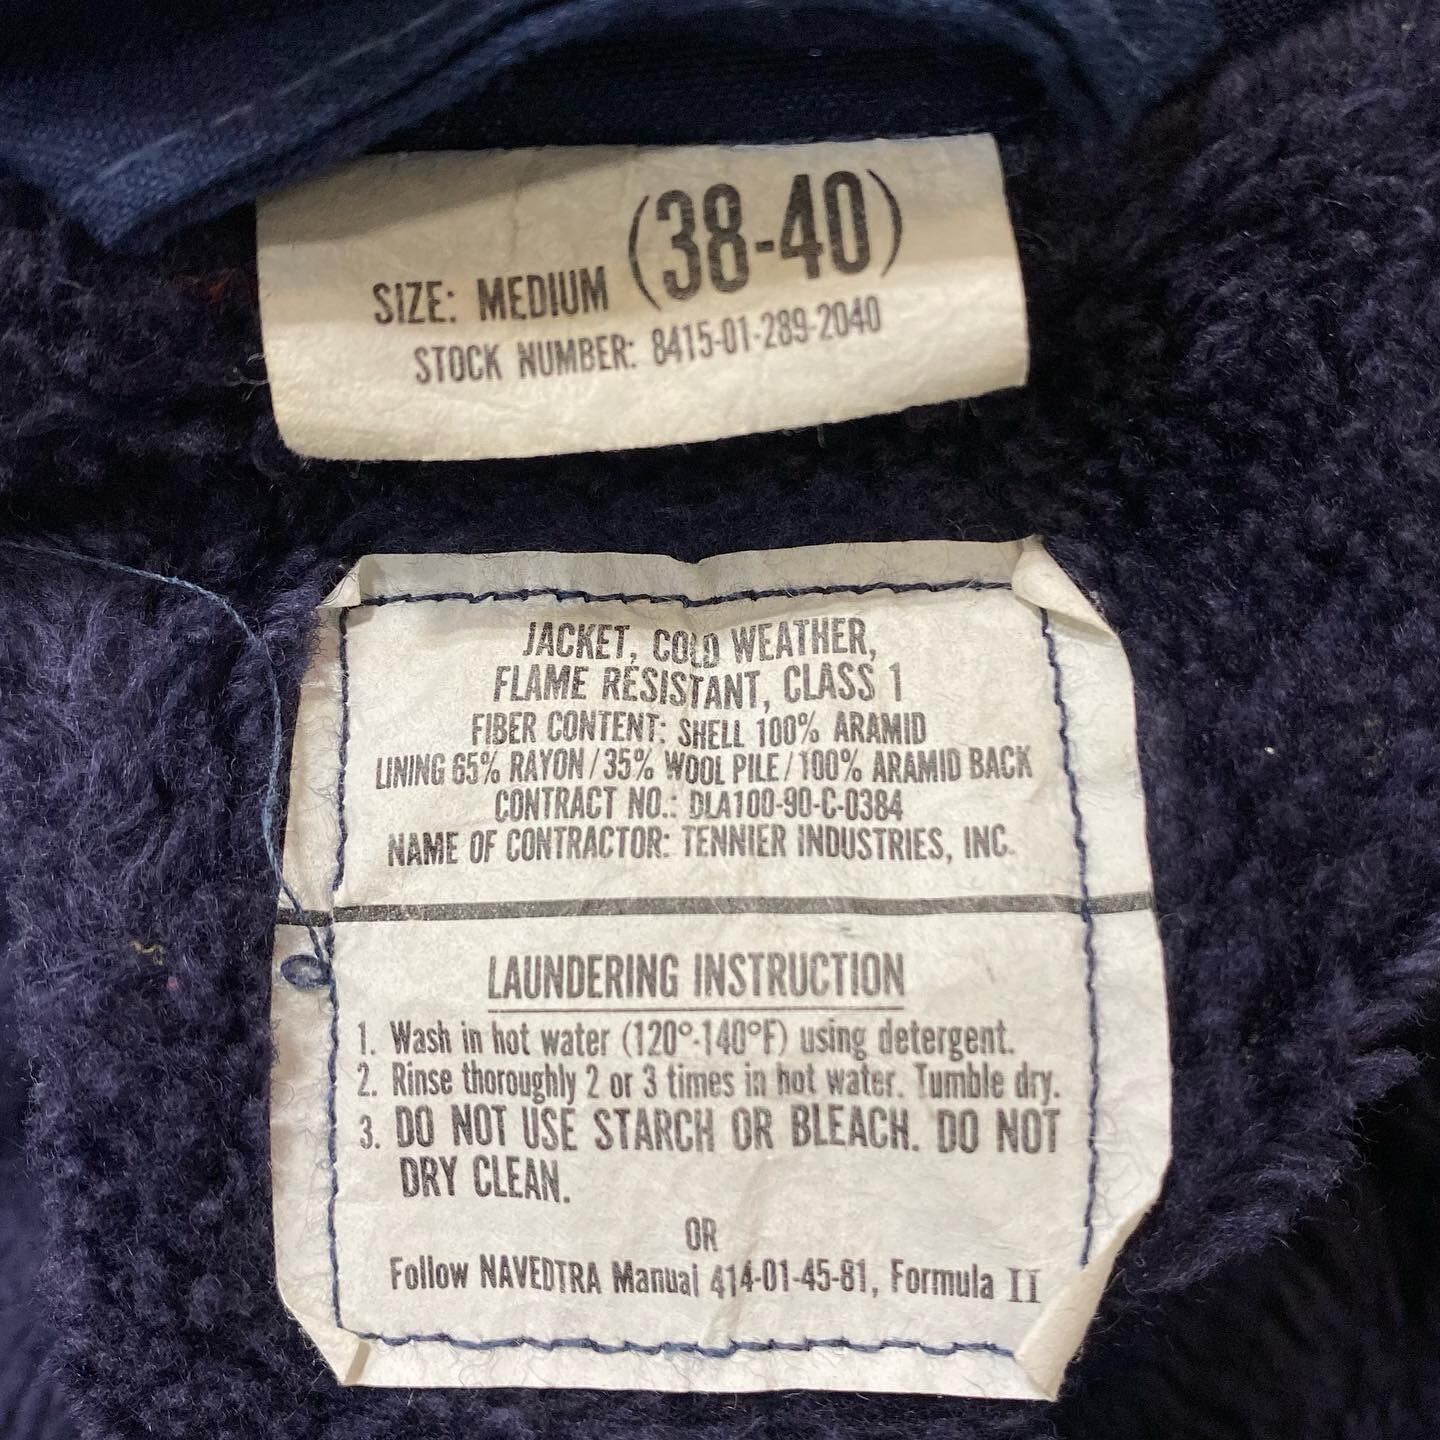 SIZE: MEDIUM (38-40)
STOCK NUMBER: 8415-01-289-2040
JACKET, COLD WEATHER,
FLAME RESISTANT, CLASS 1
FIBER CONTENT: SHELL 100% ARAMID
LINING 65% RAYON/35% WOOL PILE/100% ARAMID BACK
CONTRACT NO.: DLA100-90-C-0384
NAME OF CONTRACTOR: TENNIER INDUSTRIES, INC.
LAUNDERING INSTRUCTION
1. Wash in hot water (120°-140°F) using detergent.
2. Rinse thoroughly 2 or 3 times in hot water. Tumble dry.
3. DO NOT USE STARCH OR BLEACH. DO NOT
DRY CLEAN.
OR
Follow NAVEDTRA Manual 414-01-45-81, Formula II